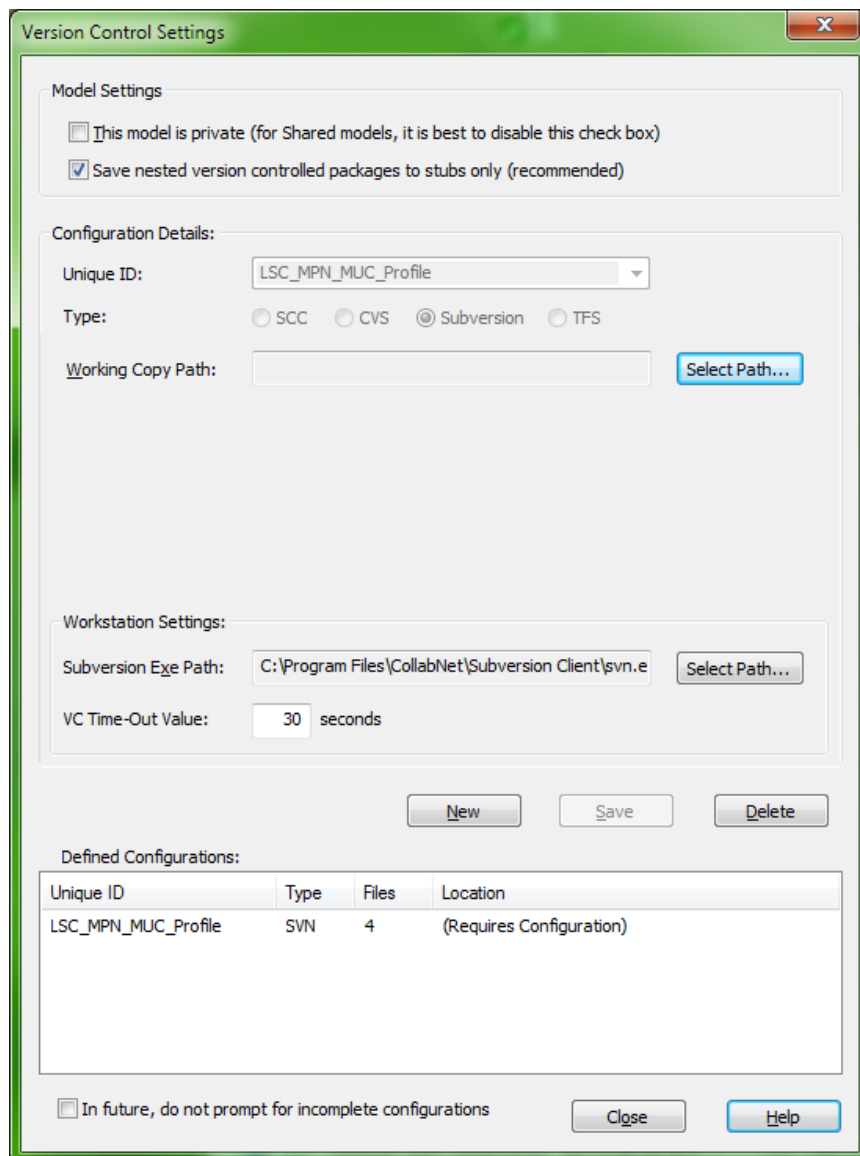 Version Control Settings
Model Settings
This model is private (for Shared models, it is best to disable this check box)
Save nested version controlled packages to stubs only (recommended)
Configuration Details:
Unique ID: LSC_MPN_MUC_Profile
Type: SCC CVS Subversion TFS
Working Copy Path: Select Path...
Workstation Settings:
Subversion Exe Path: C:\Program Files\CollabNet\Subversion Client\svn.e Select Path...
VC Time-Out Value: 30 seconds
New Save Delete
Defined Configurations:
Unique ID Type Files Location
LSC_MPN_MUC_Profile SVN 4 (Requires Configuration)
In future, do not prompt for incomplete configurations Close Help